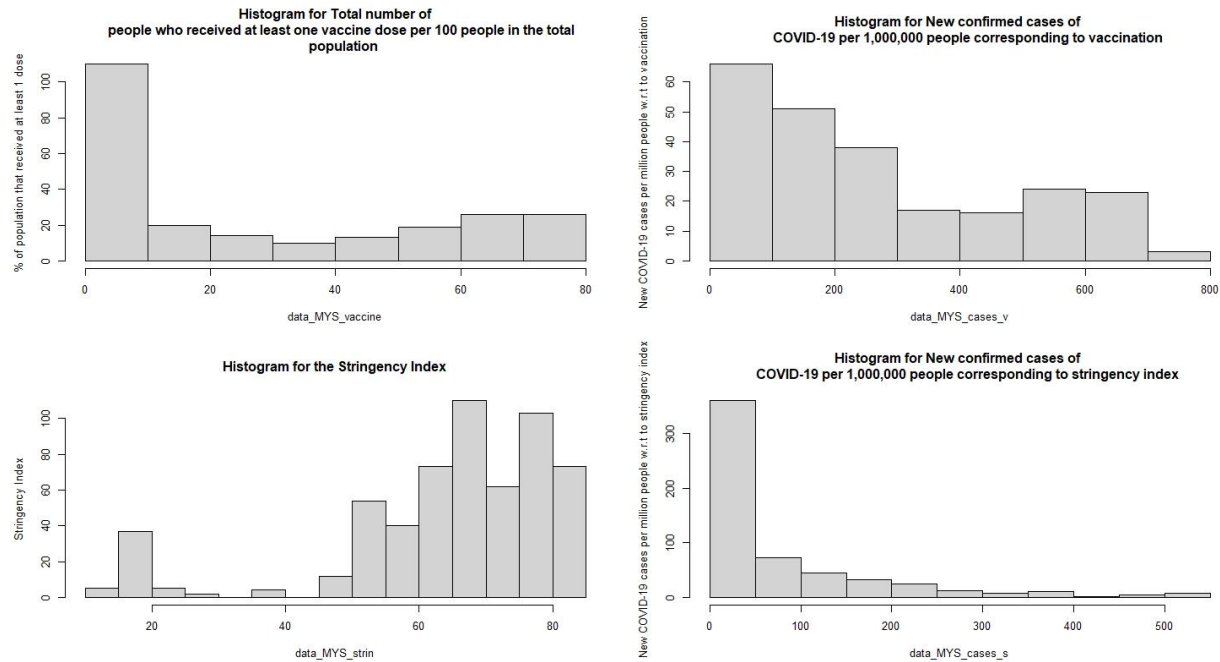 Histogram for Total number of
people who received at least one vaccine dose per 100 people in the total
population
% of population that received at least 1 dose
0 20 40 60 80 100
0 20 40 60 80
data_MYS_vaccine
Histogram for New confirmed cases of
COVID-19 per 1,000,000 people corresponding to vaccination
New COVID-19 cases per million people w.r.t to vaccination
0 10 20 30 40 50 60
0 200 400 600 800
data_MYS_cases_v
Histogram for the Stringency Index
Stringency Index
0 20 40 60 80 100
20 40 60 80
data_MYS_strin
Histogram for New confirmed cases of
COVID-19 per 1,000,000 people corresponding to stringency index
New COVID-19 cases per million people w.r.t to stringency index
0 100 200 300
0 100 200 300 400 500
data_MYS_cases_s